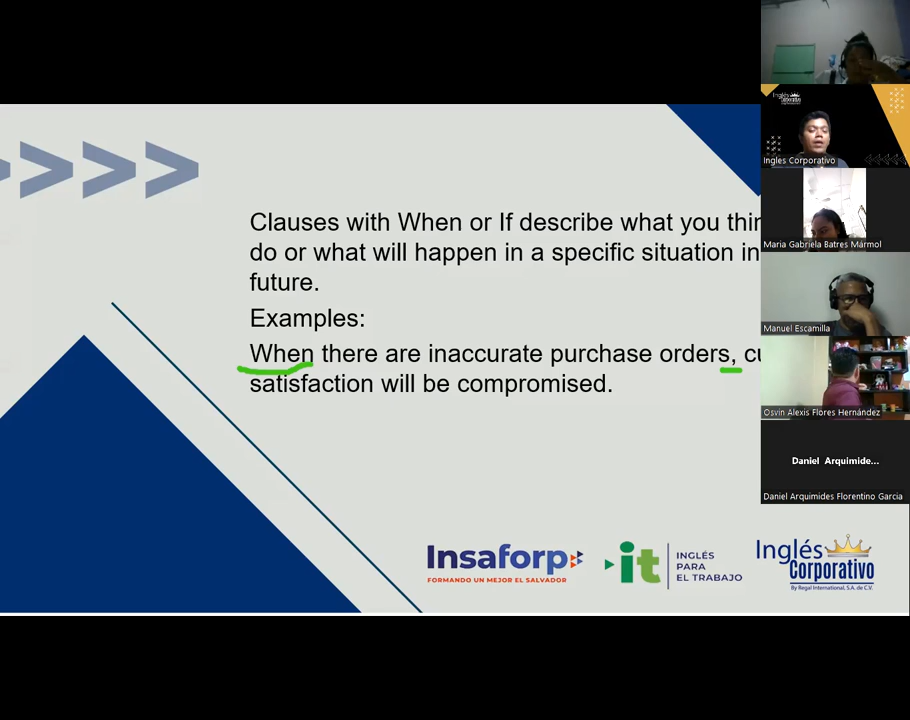 Clauses with When or If describe what you
do or what will happen in a specific situation in
future.
Examples:
When there are inaccurate purchase orders,
satisfaction will be compromised.
Insaforp
FORMANDO UN MEJOR EL SALVADOR
it
INGLÉS
PARA
EL TRABAJO
Inglés
Corporativo
By Regal International, S.A. de C.V.
Inglés
Corporativo
Ingles Corporativo
Maria Gabriela Batres Mármol
Manuel Escamilla
Osvin Alexis Flores Hernández
Daniel Arquimide...
Daniel Arquimides Florentino Garcia